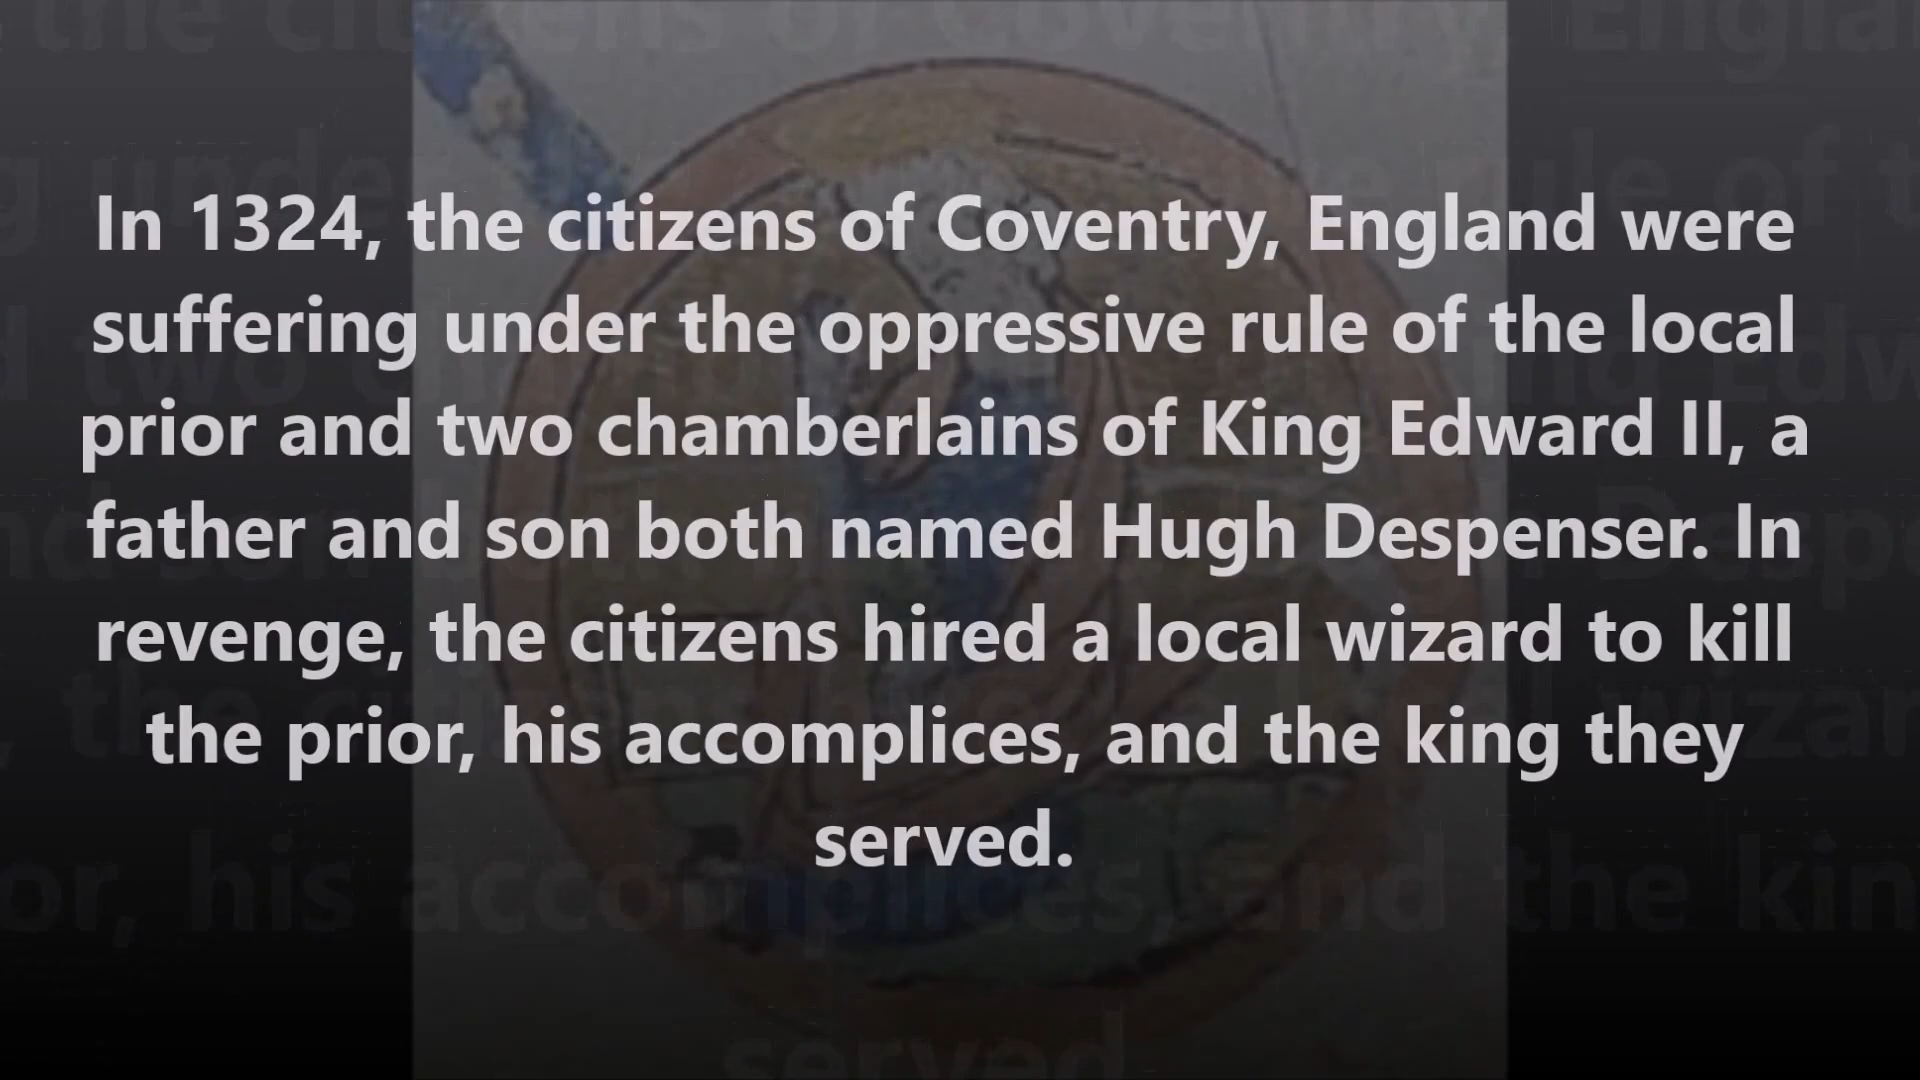 In 1324, the citizens of Coventry, England were
suffering under the oppressive rule of the local
prior and two chamberlains of King Edward II, a
father and son both named Hugh Despenser. In
revenge, the citizens hired a local wizard to kill
the prior, his accomplices, and the king they
served.